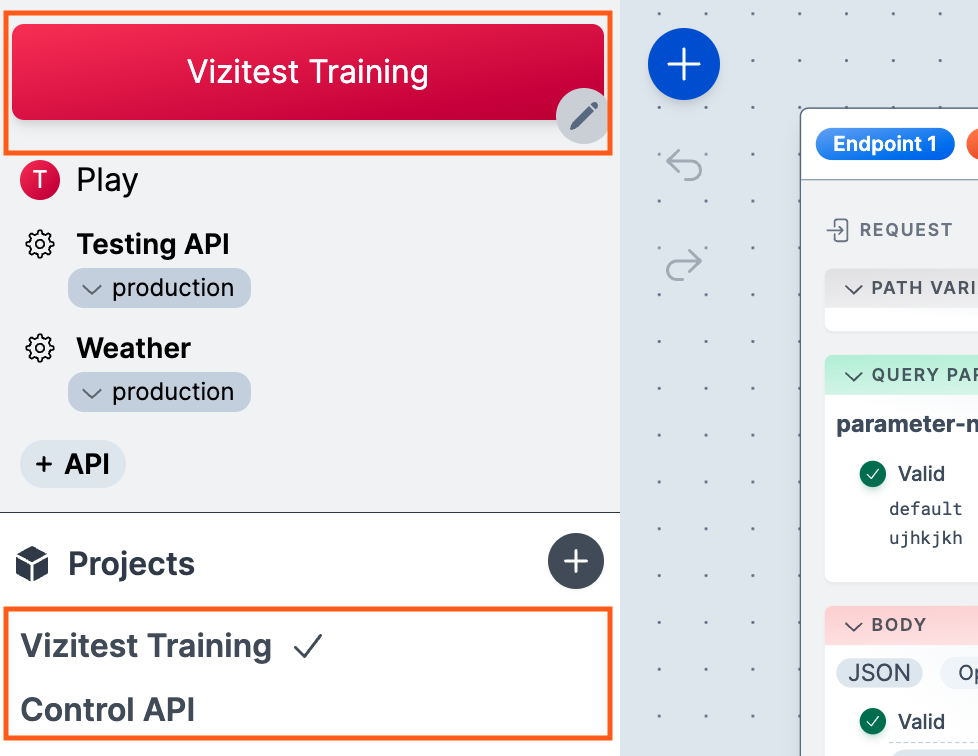 Vizitest Training
T Play
Testing API
production
Weather
production
+ API
Projects
Vizitest Training
Control API
Endpoint 1
REQUEST
PATH VARI
QUERY PAR
parameter-n
Valid
default
ujhkjkh
BODY
JSON Op
Valid